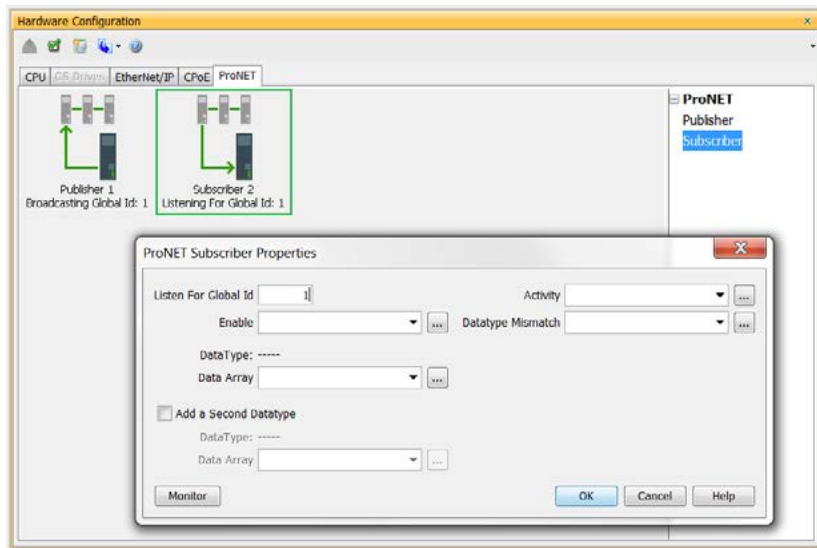 Hardware Configuration
CPU GS Drives EtherNet/IP CPoE ProNET
ProNET
Publisher
Subscriber
Publisher 1
Broadcasting Global Id: 1
Subscriber 2
Listening For Global Id: 1
ProNET Subscriber Properties
Listen For Global Id 1 Activity
Enable Datatype Mismatch
DataType: -----
Data Array
Add a Second Datatype
DataType: -----
Data Array
Monitor OK Cancel Help